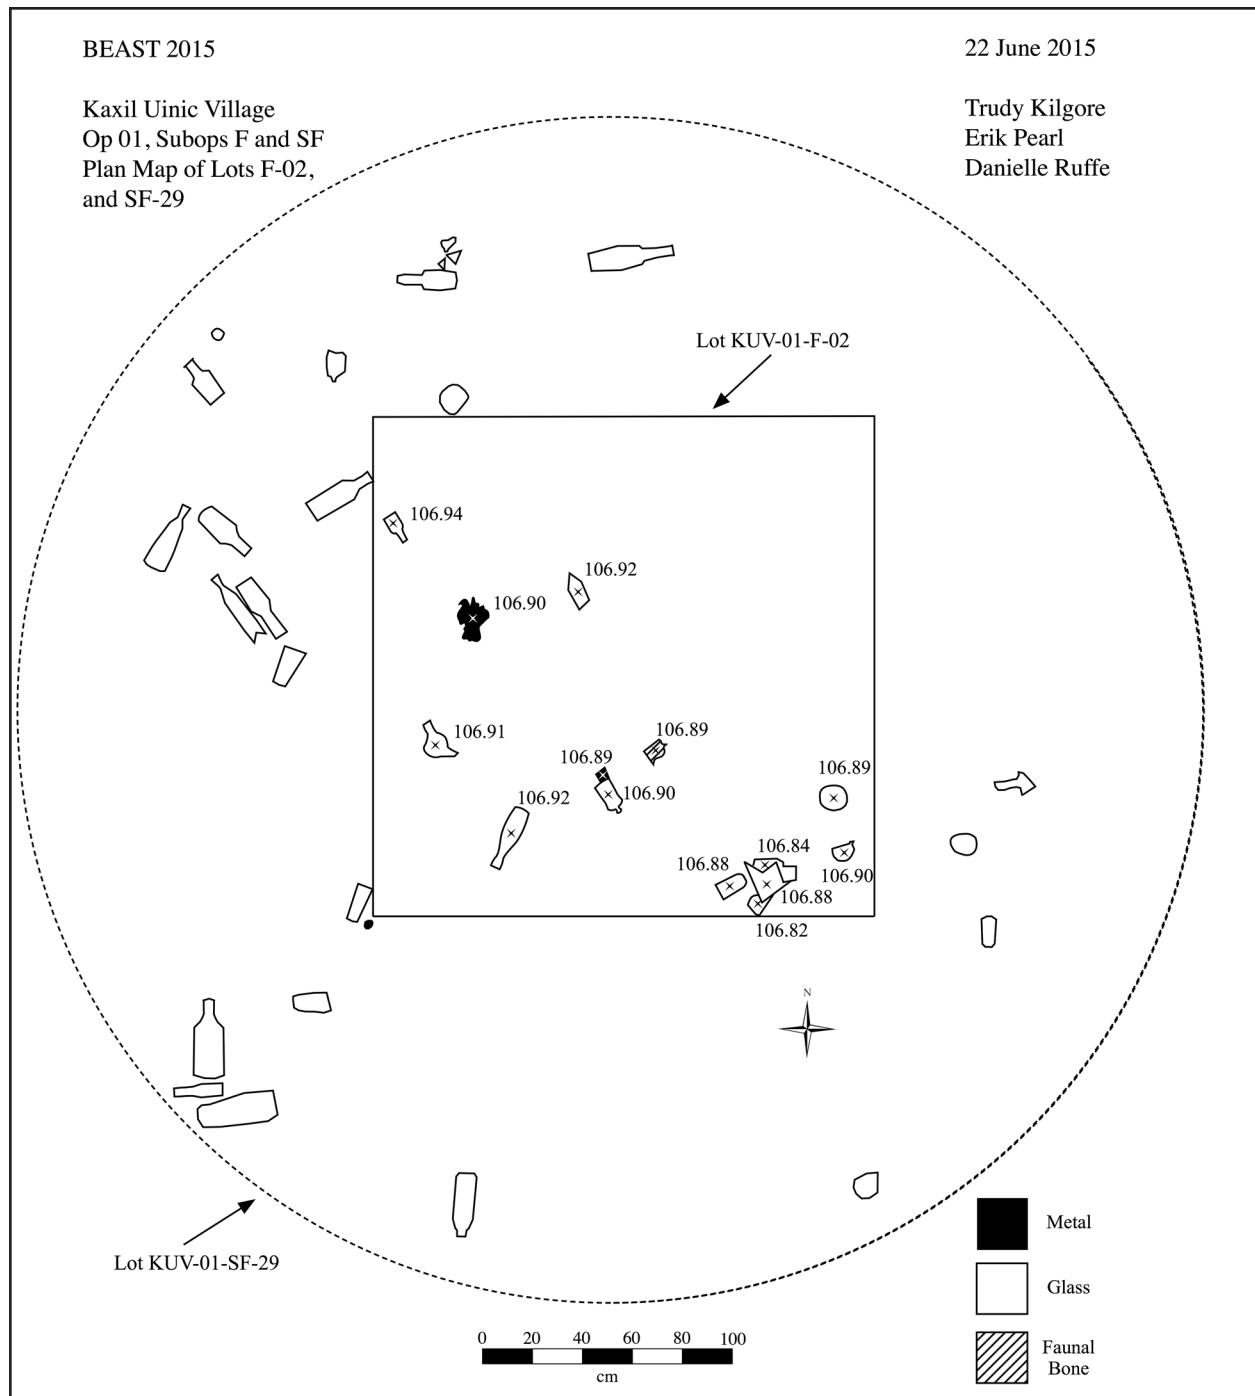 BEAST 2015
22 June 2015
Kaxil Uinic Village
Op 01, Subops F and SF
Plan Map of Lots F-02,
and SF-29
Trudy Kilgore
Erik Pearl
Danielle Ruffe
Lot KUV-01-F-02
106.94
106.92
106.90
106.91
106.89
106.89
106.90
106.92
106.89
106.84
106.88
106.90
106.88
106.82
N
Lot KUV-01-SF-29
Metal
Glass
Faunal
Bone
0 20 40 60 80 100
cm